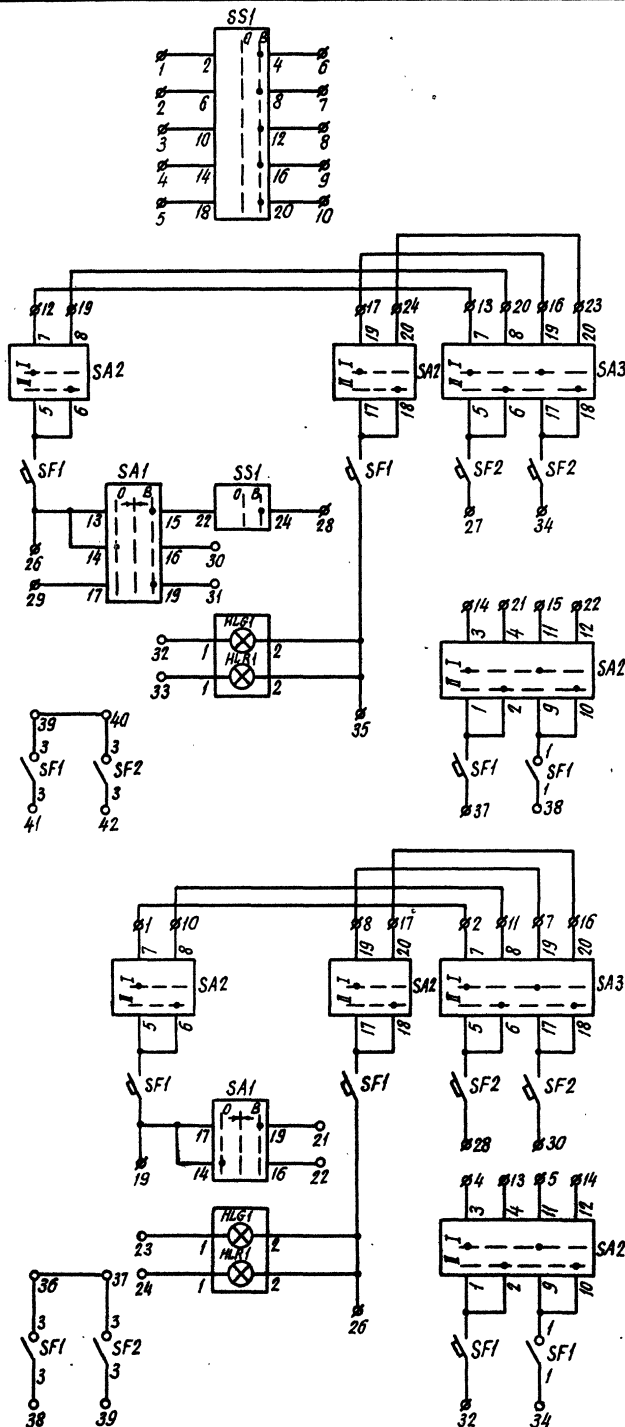 SS1
O B
1 2 4 6
2 6 8 7
3 10 12 8
4 14 16 9
5 18 20 10
12 19 17 24 13 20 16 23
7 8 19 20 7 8 19 20
I I I
II II II
SA2 SA2 SA3
5 6 17 18 5 6 17 18
SF1 SA1 SS1 SF1 SF2 SF2
O B O B
13 15 22 24 28
26 14 16 30
29 17 19 31
27 34
14 21 15 22
3 4 11 12
HLG1
32 1 2
HLR1
33 1 2
35
I
II
SA2
1 2 9 10
39 40
3 3
SF1 SF2
3 3
41 42
1
SF1 SF1
1
37 38
1 10 8 17 2 11 7 16
7 8 19 20 7 8 19 20
I I I
II II II
SA2 SA2 SA3
5 6 17 18 5 6 17 18
SF1 SA1 SF1 SF2 SF2
O B
17 19 21
19 14 16 22
28 30
4 13 5 14
3 4 11 12
HLG1
23 1 2
HLR1
24 1 2
26
I
II
SA2
1 2 9 10
36 37
3 3
SF1 SF2
3 3
38 39
1
SF1 SF1
1
32 34